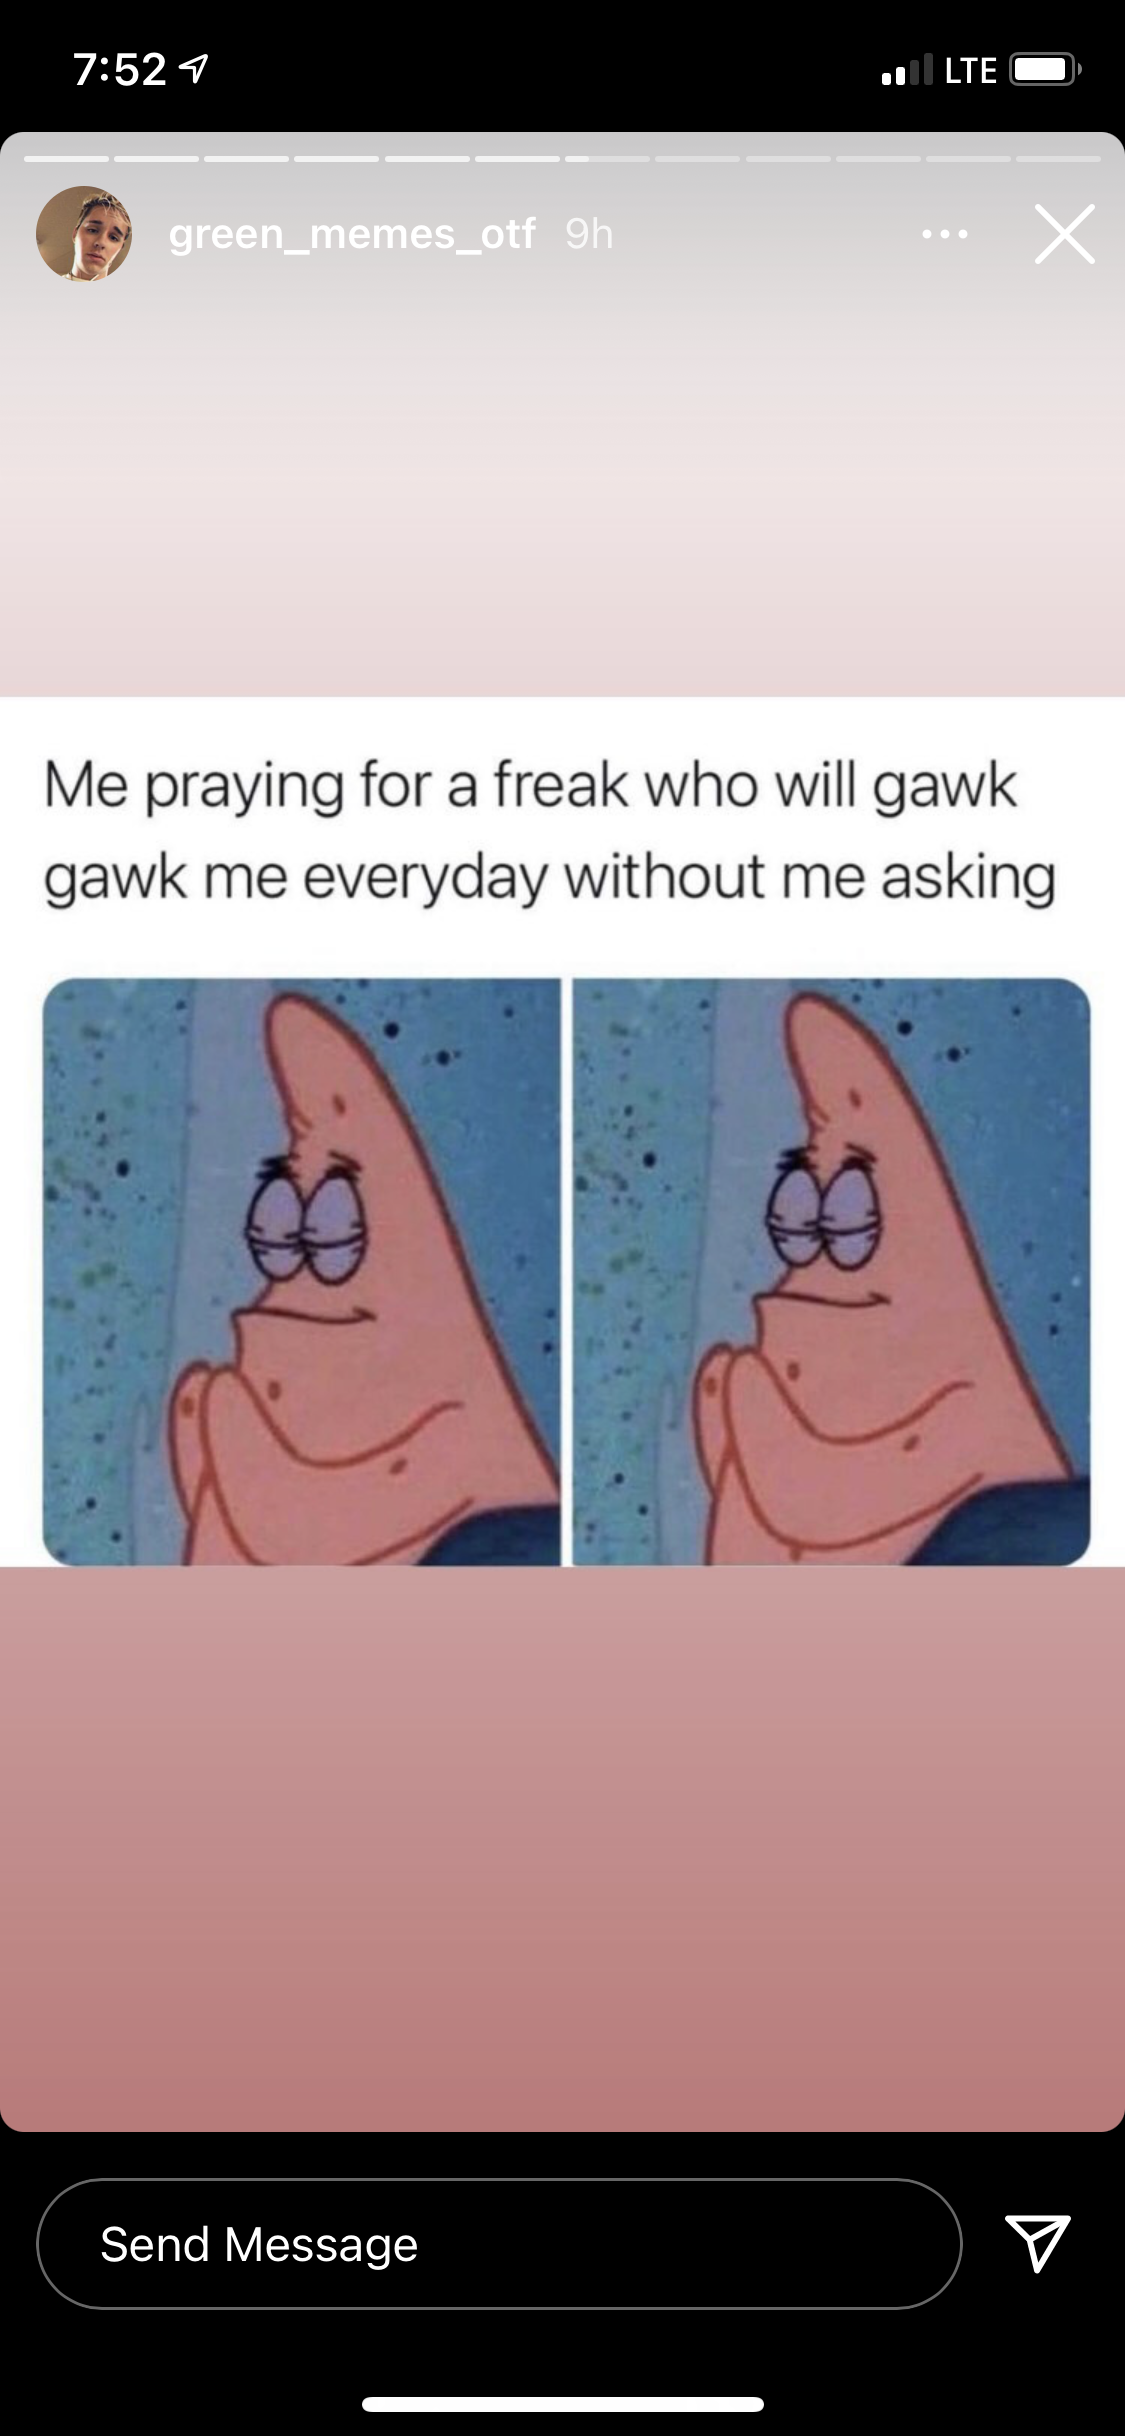 7:52 LTE
green_memes_otf 9h
Me praying for a freak who will gawk
gawk me everyday without me asking
Send Message